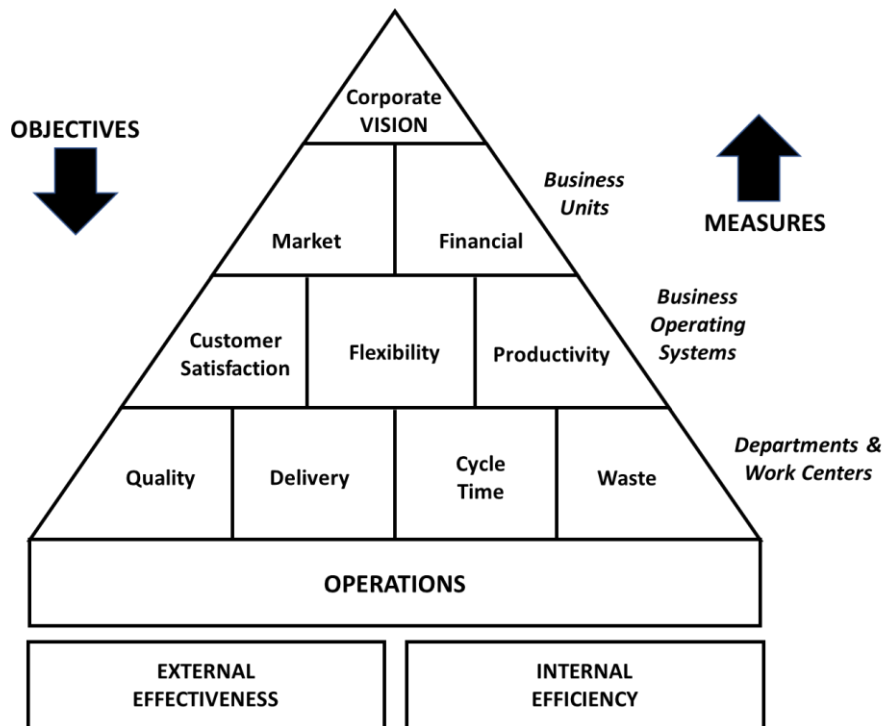 Corporate
VISION
OBJECTIVES
Business
Units
MEASURES
Market
Financial
Business
Operating
Systems
Customer
Satisfaction
Flexibility
Productivity
Departments &
Work Centers
Quality
Delivery
Cycle
Time
Waste
OPERATIONS
EXTERNAL
EFFECTIVENESS
INTERNAL
EFFICIENCY